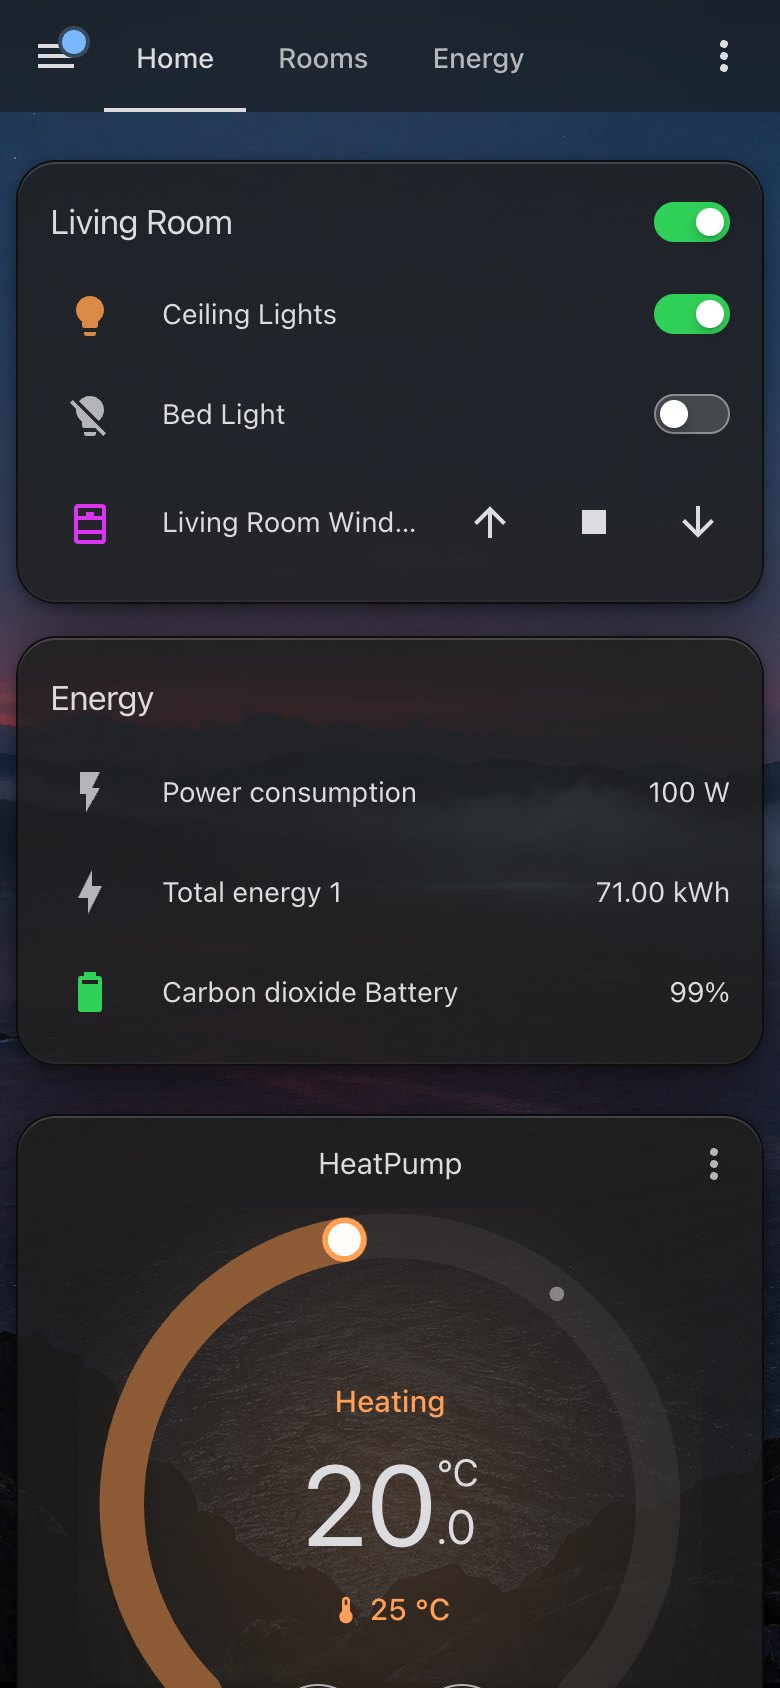 Home Rooms Energy
Living Room
Ceiling Lights
Bed Light
Living Room Wind...
Energy
Power consumption 100 W
Total energy 1 71.00 kWh
Carbon dioxide Battery 99%
HeatPump
Heating
20.0 °C
25 °C